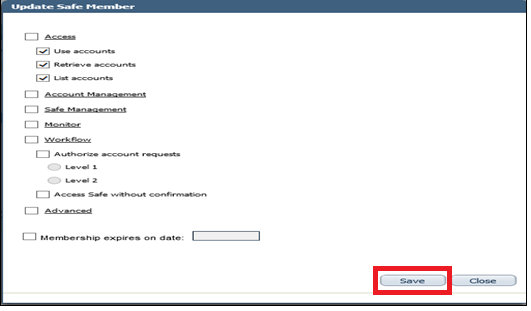 Update Safe Member
Access
Use accounts
Retrieve accounts
List accounts
Account Management
Safe Management
Monitor
Workflow
Authorize account requests
Level 1
Level 2
Access Safe without confirmation
Advanced
Membership expires on date:
Save Close